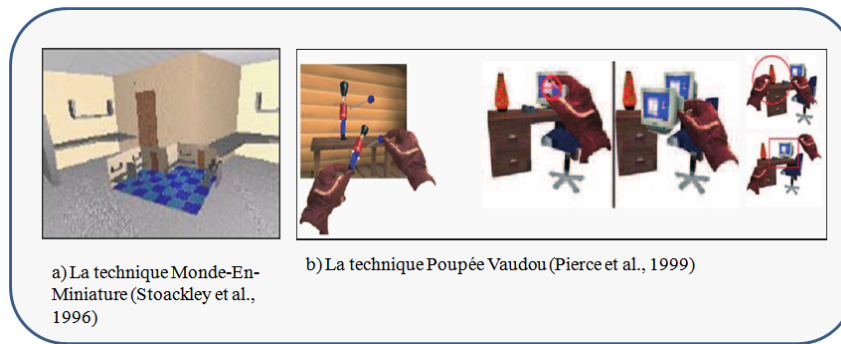 a) La technique Monde-En-
Miniature (Stoackley et al.,
1996)
b) La technique Poupée Vaudou (Pierce et al., 1999)